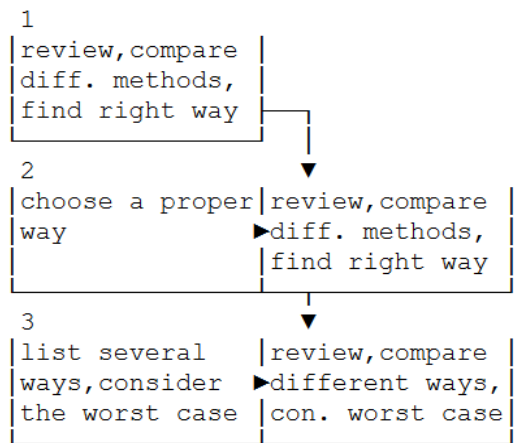 1
review,compare
diff. methods,
find right way
2
choose a proper review,compare
way diff. methods,
find right way
3
list several review,compare
ways,consider different ways,
the worst case con. worst case